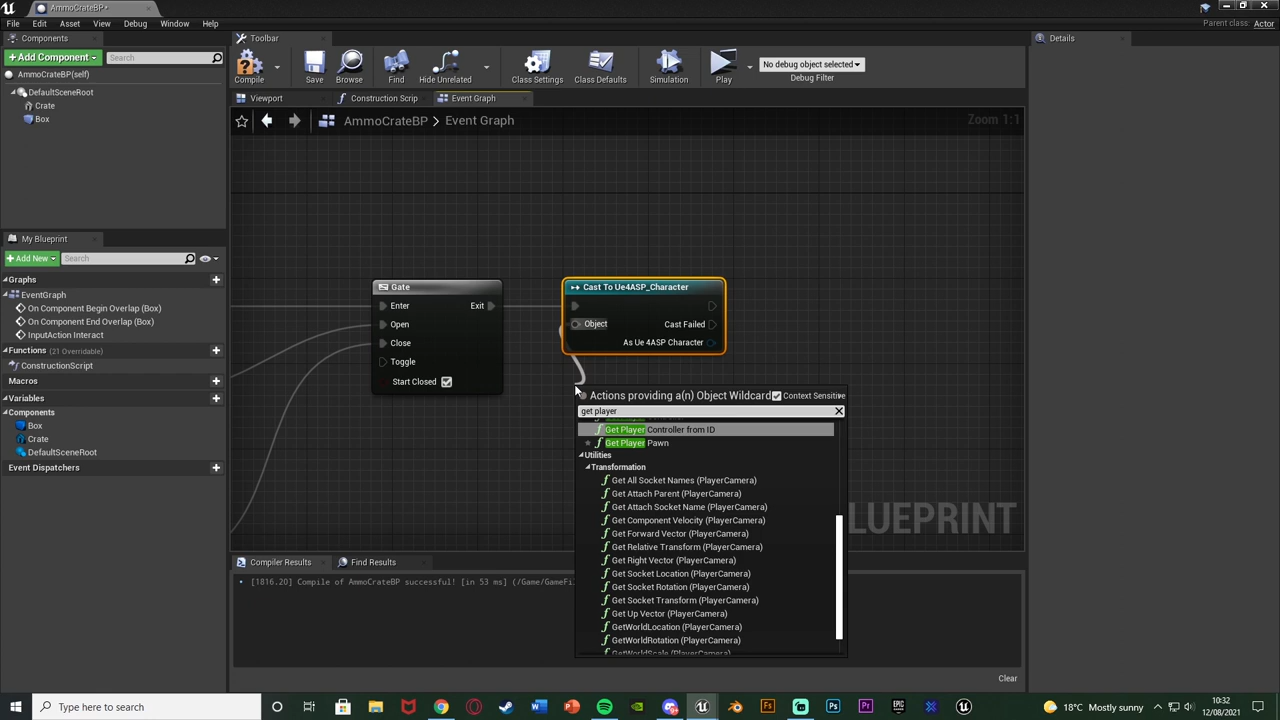 AmmoCrateBP*
File Edit Asset View Debug Window Help
Parent class: Actor
Components
Toolbar
Details
+Add Component
Search
AmmoCrateBP(self)
DefaultSceneRoot
Crate
Box
Compile Save Browse Find Hide Unrelated Class Settings Class Defaults Simulation Play
No debug object selected
Debug Filter
Viewport Construction Scrip Event Graph
AmmoCrateBP > Event Graph
Zoom 1:1
My Blueprint
+Add New Search
Graphs
EventGraph
On Component Begin Overlap (Box)
On Component End Overlap (Box)
InputAction Interact
Functions (21 Overridable)
ConstructionScript
Macros
Variables
Components
Box
Crate
DefaultSceneRoot
Event Dispatchers
Gate
Enter Exit
Open
Close
Toggle
Start Closed
Cast To Ue4ASP_Character
Object Cast Failed
As Ue 4ASP Character
Actions providing a(n) Object Wildcard Context Sensitive
get player
Get Player Controller from ID
Get Player Pawn
Utilities
Transformation
Get All Socket Names (PlayerCamera)
Get Attach Parent (PlayerCamera)
Get Attach Socket Name (PlayerCamera)
Get Component Velocity (PlayerCamera)
Get Forward Vector (PlayerCamera)
Get Relative Transform (PlayerCamera)
Get Right Vector (PlayerCamera)
Get Socket Location (PlayerCamera)
Get Socket Rotation (PlayerCamera)
Get Socket Transform (PlayerCamera)
Get Up Vector (PlayerCamera)
GetWorldLocation (PlayerCamera)
GetWorldRotation (PlayerCamera)
GetWorldScale (PlayerCamera)
LUEPRINT
Compiler Results Find Results
[1816.20] Compile of AmmoCrateBP successful! [in 53 ms] (/Game/GameFi
Clear
Type here to search
18°C Mostly sunny
10:32
12/08/2021